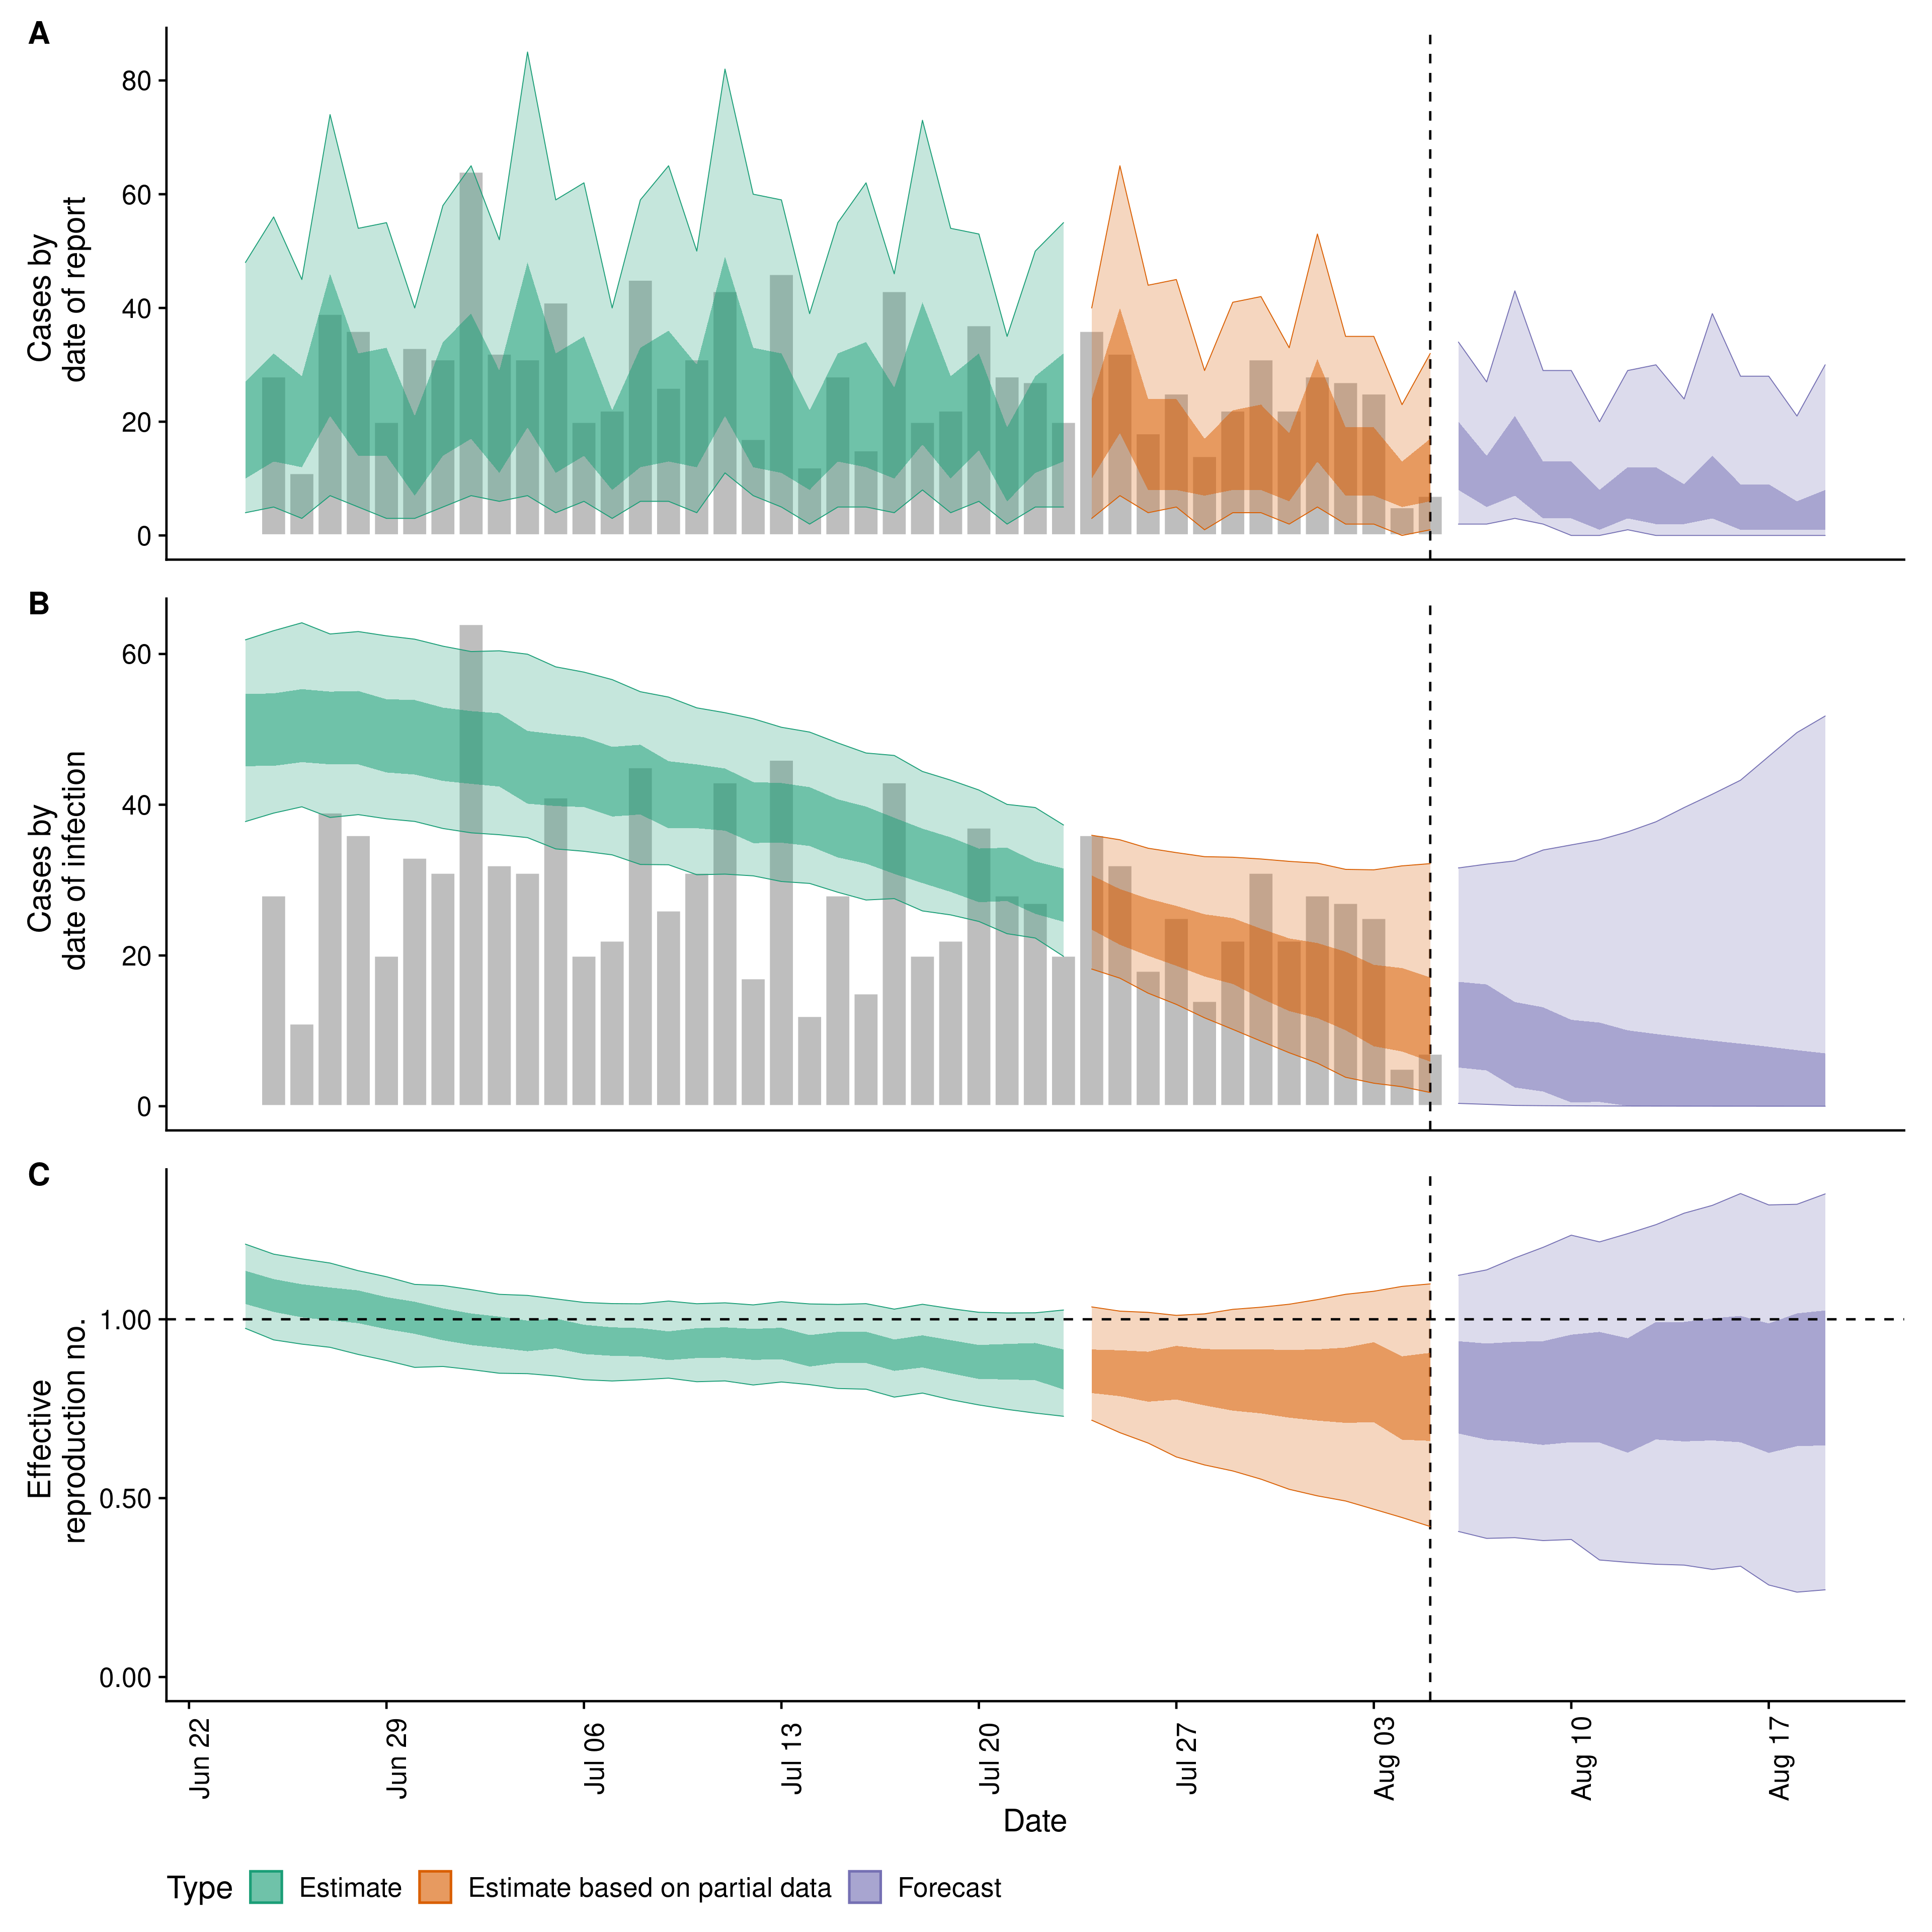 A
80
60
40
20
0
Cases by
date of report
B
60
40
20
0
Cases by
date of infection
C
1.00
0.50
0.00
Effective
reproduction no.
Jun 22
Jun 29
Jul 06
Jul 13
Jul 20
Jul 27
Aug 03
Aug 10
Aug 17
Date
Type Estimate Estimate based on partial data Forecast